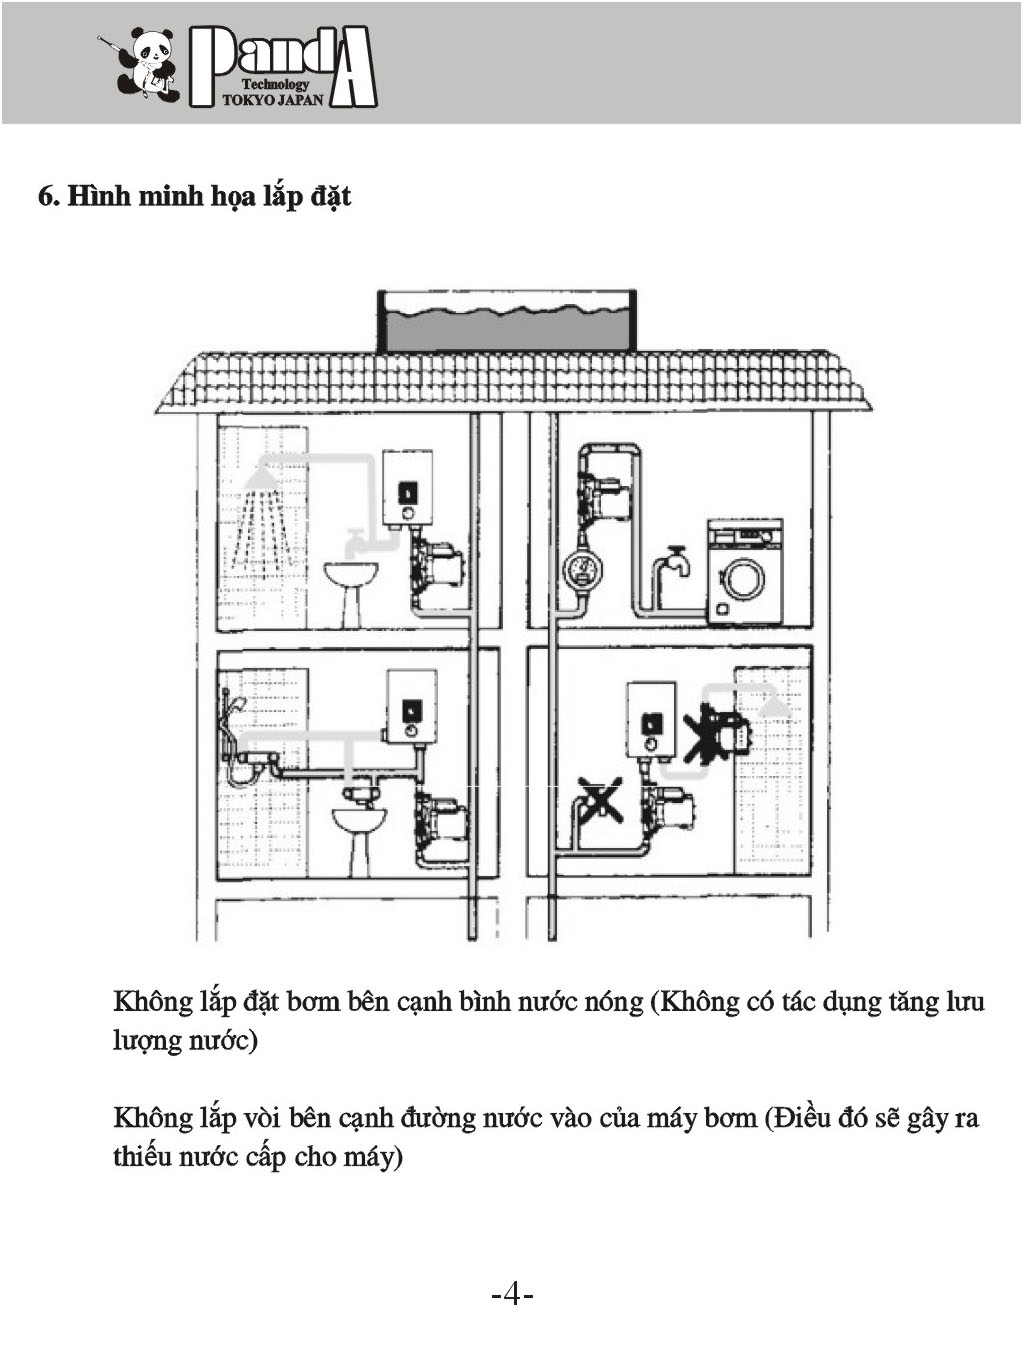 PandA
Technology
TOKYO JAPAN
6. Hình minh họa lắp đặt
Không lắp đặt bơm bên cạnh bình nước nóng (Không có tác dụng tăng lưu
lượng nước)
Không lắp vòi bên cạnh đường nước vào của máy bơm (Điều đó sẽ gây ra
thiếu nước cấp cho máy)
-4-